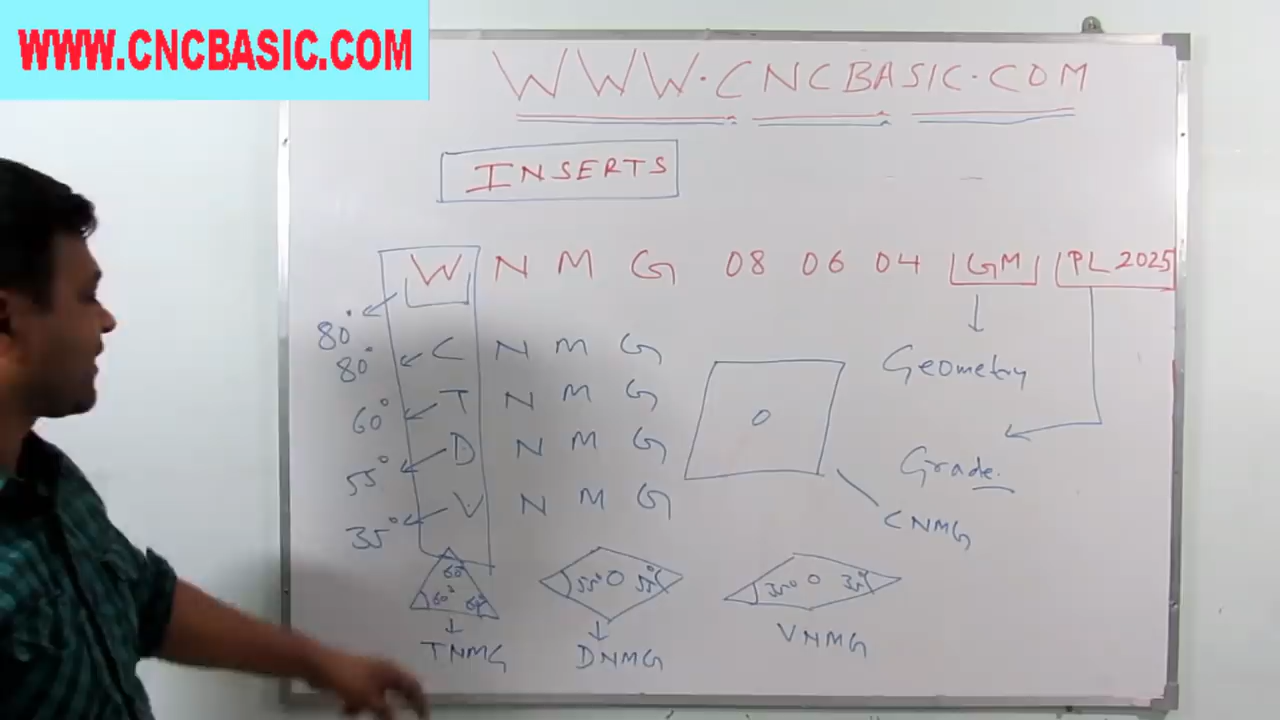 WWW.CNCBASIC.COM
WWW.CNCBASIC.COM
INSERTS
W N M G 08 06 04 GM PL 2025
80°
80° C N M G
60° T N M G
55° D N M G
35° V N M G
Geometry
Grade.
CNMG
60°
60° 60°
TNMG
55° 55°
DNMG
35° 35°
VNMG